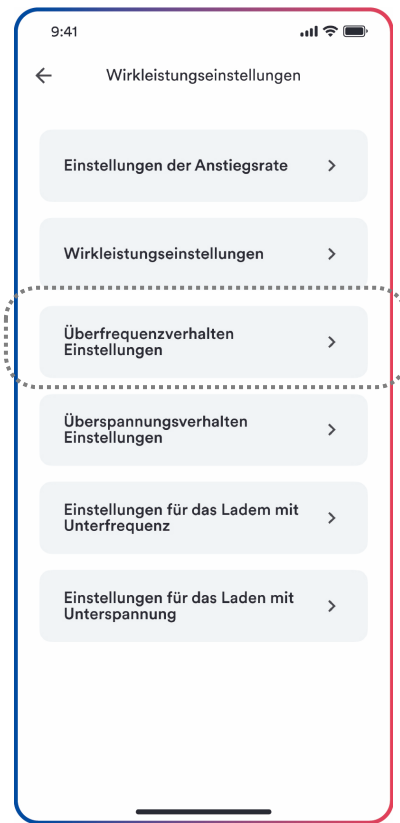 9:41
Wirkleistungseinstellungen
Einstellungen der Anstiegsrate
Wirkleistungseinstellungen
Überfrequenzverhalten
Einstellungen
Überspannungsverhalten
Einstellungen
Einstellungen für das Ladem mit
Unterfrequenz
Einstellungen für das Laden mit
Unterspannung